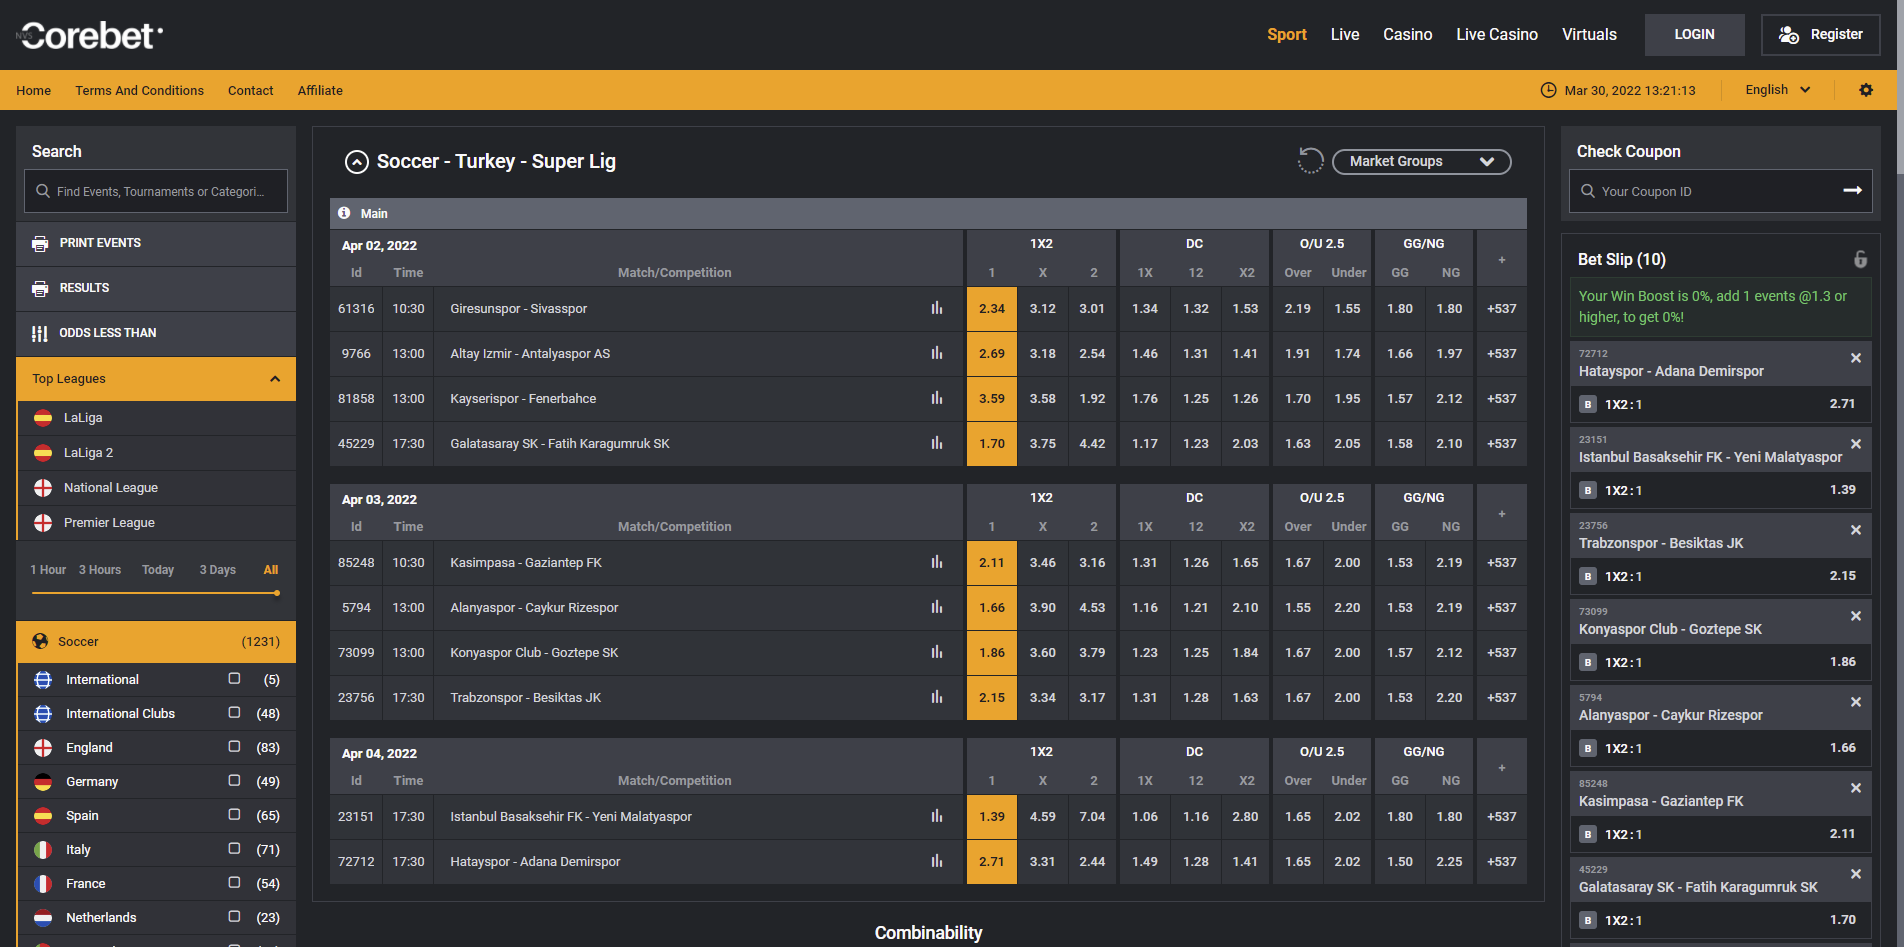 NVS Corebet
Sport Live Casino Live Casino Virtuals LOGIN Register
Home Terms And Conditions Contact Affiliate Mar 30, 2022 13:21:13 English
Search
Find Events, Tournaments or Categori...
PRINT EVENTS
RESULTS
ODDS LESS THAN
Top Leagues
LaLiga
LaLiga 2
National League
Premier League
1 Hour 3 Hours Today 3 Days All
Soccer (1231)
International (5)
International Clubs (48)
England (83)
Germany (49)
Spain (65)
Italy (71)
France (54)
Netherlands (23)
Soccer - Turkey - Super Lig Market Groups
Main
Apr 02, 2022 1X2 DC O/U 2.5 GG/NG +
Id Time Match/Competition 1 X 2 1X 12 X2 Over Under GG NG
61316 10:30 Giresunspor - Sivasspor 2.34 3.12 3.01 1.34 1.32 1.53 2.19 1.55 1.80 1.80 +537
9766 13:00 Altay Izmir - Antalyaspor AS 2.69 3.18 2.54 1.46 1.31 1.41 1.91 1.74 1.66 1.97 +537
81858 13:00 Kayserispor - Fenerbahce 3.59 3.58 1.92 1.76 1.25 1.26 1.70 1.95 1.57 2.12 +537
45229 17:30 Galatasaray SK - Fatih Karagumruk SK 1.70 3.75 4.42 1.17 1.23 2.03 1.63 2.05 1.58 2.10 +537
Apr 03, 2022 1X2 DC O/U 2.5 GG/NG +
Id Time Match/Competition 1 X 2 1X 12 X2 Over Under GG NG
85248 10:30 Kasimpasa - Gaziantep FK 2.11 3.46 3.16 1.31 1.26 1.65 1.67 2.00 1.53 2.19 +537
5794 13:00 Alanyaspor - Caykur Rizespor 1.66 3.90 4.53 1.16 1.21 2.10 1.55 2.20 1.53 2.19 +537
73099 13:00 Konyaspor Club - Goztepe SK 1.86 3.60 3.79 1.23 1.25 1.84 1.67 2.00 1.57 2.12 +537
23756 17:30 Trabzonspor - Besiktas JK 2.15 3.34 3.17 1.31 1.28 1.63 1.67 2.00 1.53 2.20 +537
Apr 04, 2022 1X2 DC O/U 2.5 GG/NG +
Id Time Match/Competition 1 X 2 1X 12 X2 Over Under GG NG
23151 17:30 Istanbul Basaksehir FK - Yeni Malatyaspor 1.39 4.59 7.04 1.06 1.16 2.80 1.65 2.02 1.80 1.80 +537
72712 17:30 Hatayspor - Adana Demirspor 2.71 3.31 2.44 1.49 1.28 1.41 1.65 2.02 1.50 2.25 +537
Combinability
Check Coupon
Your Coupon ID
Bet Slip (10)
Your Win Boost is 0%, add 1 events @1.3 or
higher, to get 0%!
72712
Hatayspor - Adana Demirspor
B 1X2 : 1 2.71
23151
Istanbul Basaksehir FK - Yeni Malatyaspor
B 1X2 : 1 1.39
23756
Trabzonspor - Besiktas JK
B 1X2 : 1 2.15
73099
Konyaspor Club - Goztepe SK
B 1X2 : 1 1.86
5794
Alanyaspor - Caykur Rizespor
B 1X2 : 1 1.66
85248
Kasimpasa - Gaziantep FK
B 1X2 : 1 2.11
45229
Galatasaray SK - Fatih Karagumruk SK
B 1X2 : 1 1.70